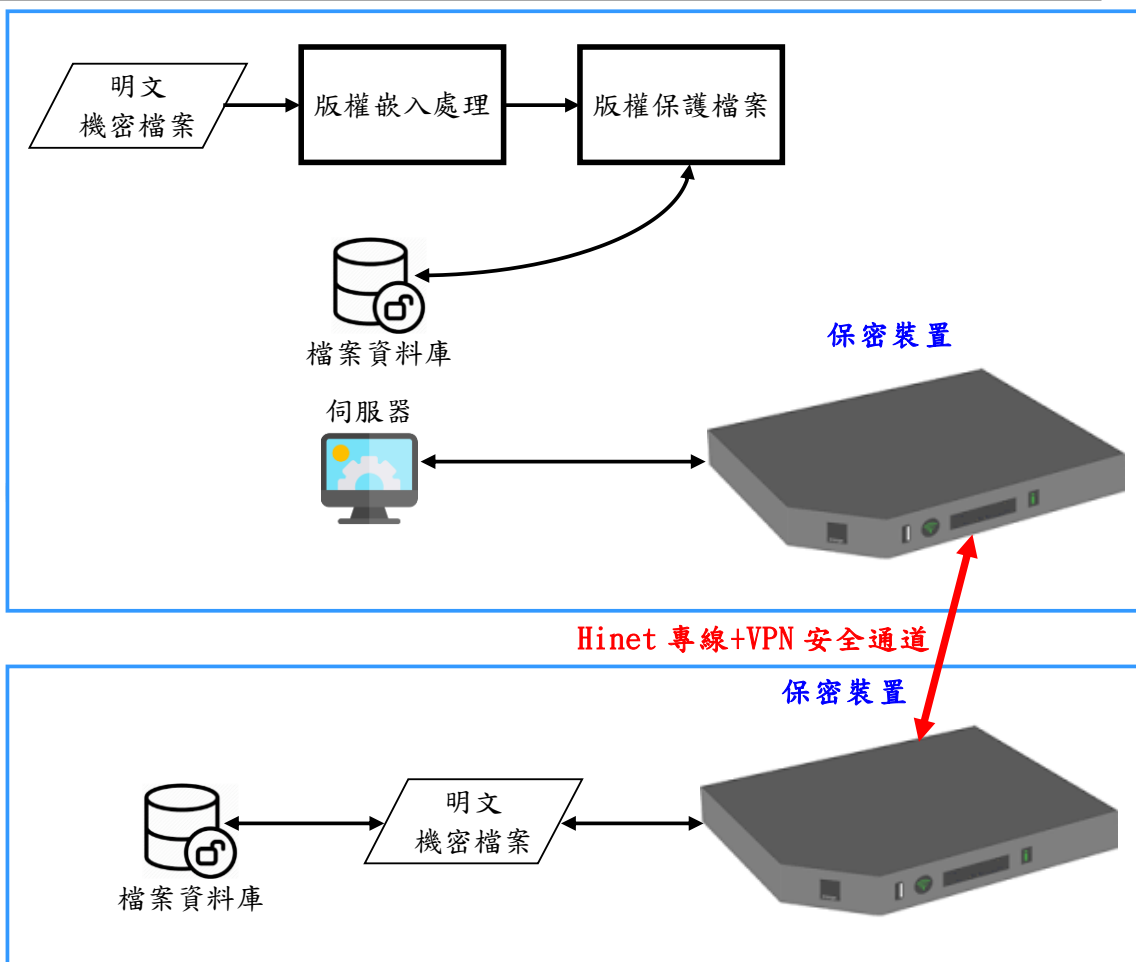 明文
機密檔案
版權嵌入處理
版權保護檔案
檔案資料庫
保密裝置
伺服器
Hinet 專線+VPN 安全通道
保密裝置
明文
機密檔案
檔案資料庫